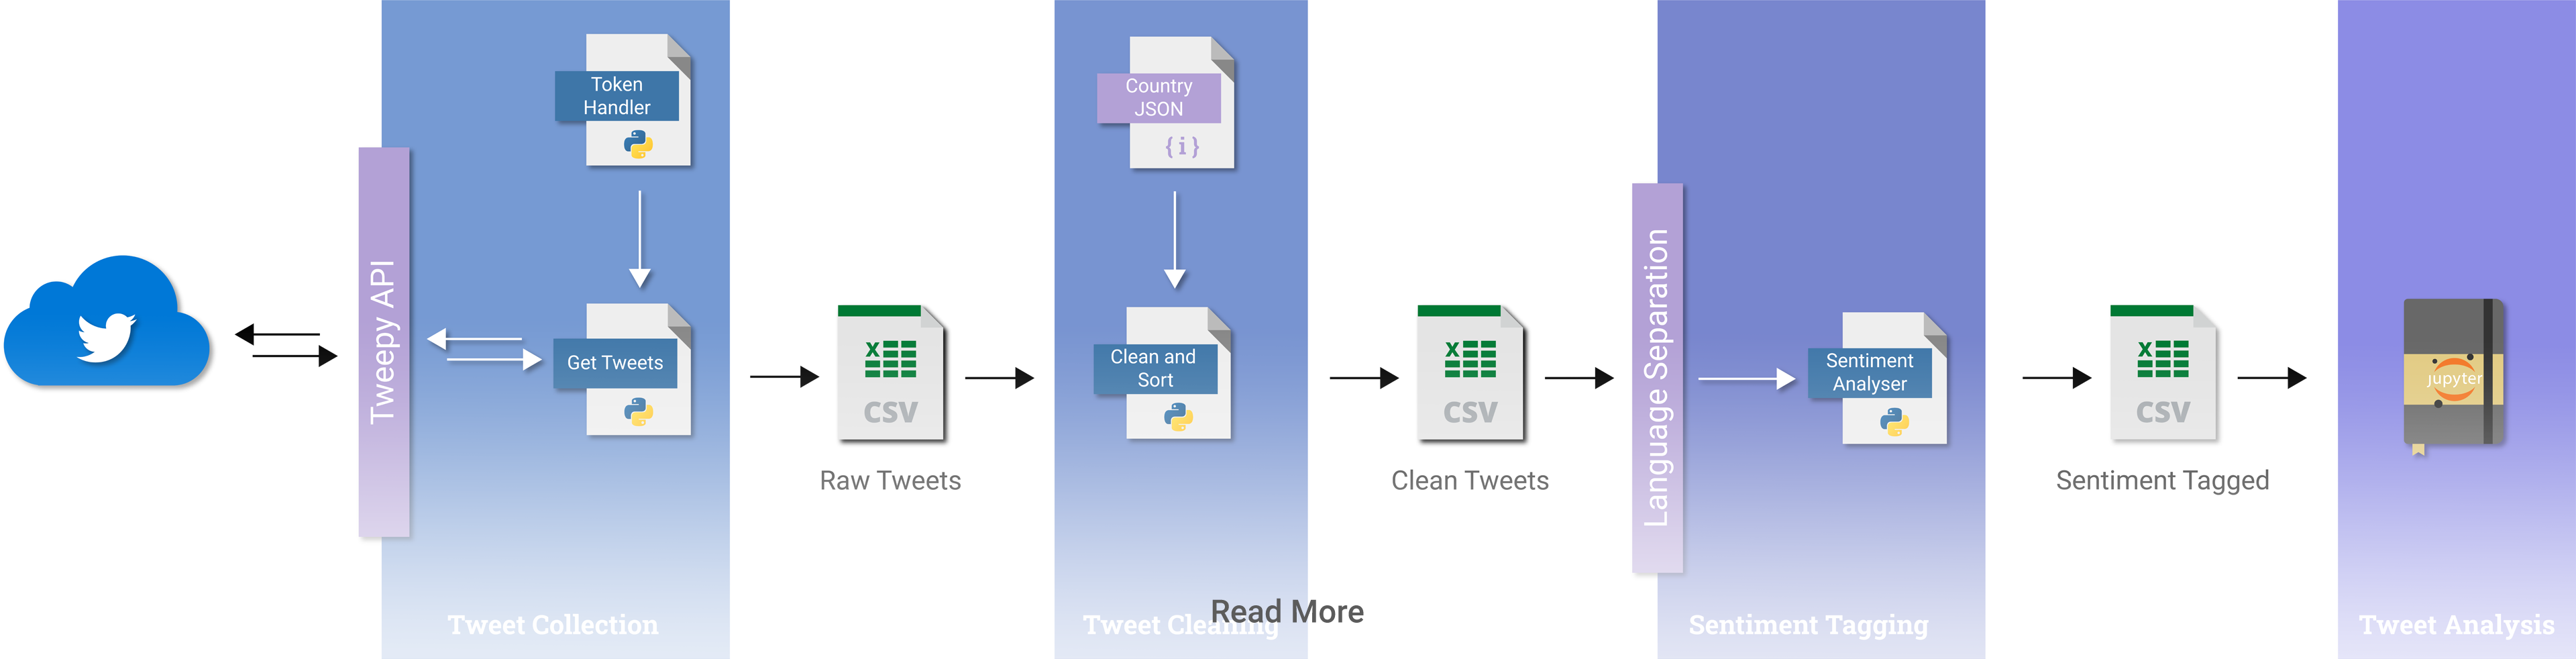 Tweepy API
Token
Handler
Get Tweets
Tweet Collection
CSV
Raw Tweets
Country
JSON
{ i }
Clean and
Sort
Tweet Cleaning
Read More
CSV
Clean Tweets
Language Separation
Sentiment
Analyser
Sentiment Tagging
CSV
Sentiment Tagged
jupyter
Tweet Analysis